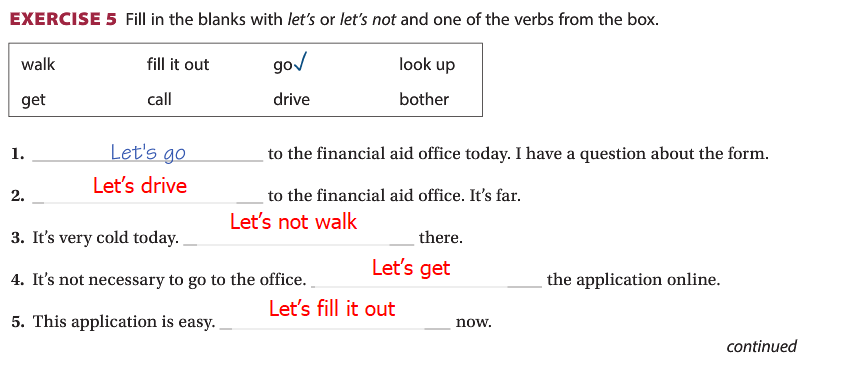 EXERCISE 5 Fill in the blanks with let's or let's not and one of the verbs from the box.
walk fill it out go✓ look up
get call drive bother
1. Let's go to the financial aid office today. I have a question about the form.
2. Let's drive to the financial aid office. It's far.
3. It's very cold today. Let's not walk there.
4. It's not necessary to go to the office. Let's get the application online.
5. This application is easy. Let's fill it out now.
continued